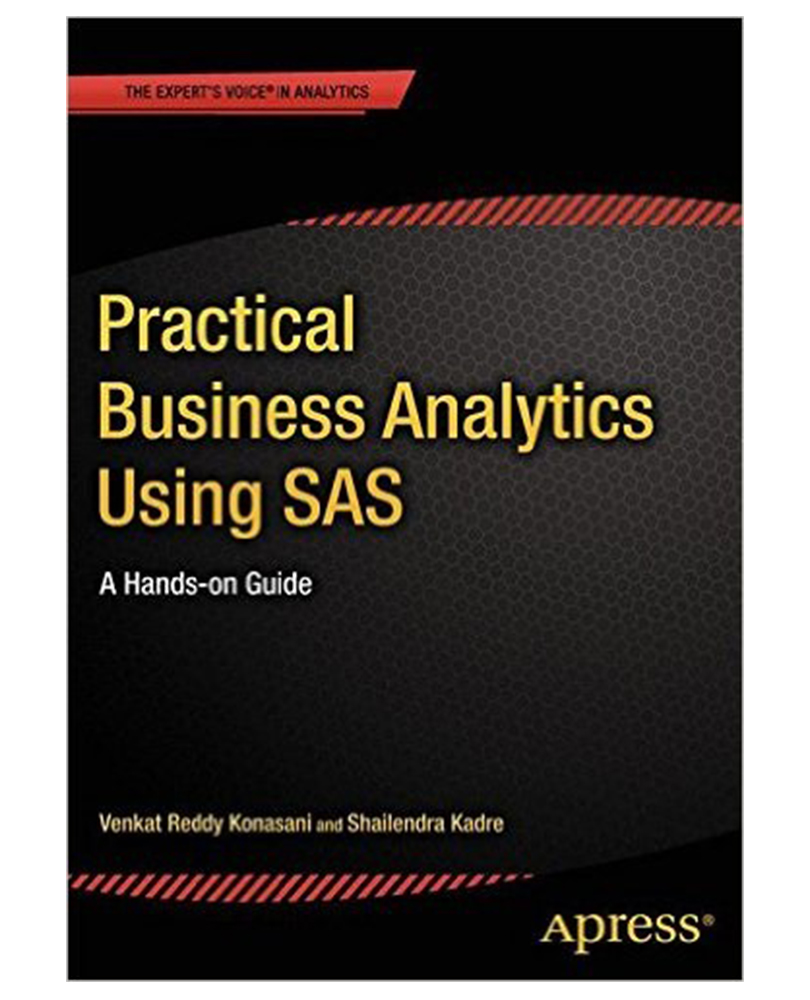 THE EXPERT'S VOICE® IN ANALYTICS
Practical
Business Analytics
Using SAS
A Hands-on Guide
Venkat Reddy Konasani and Shailendra Kadre
Apress®